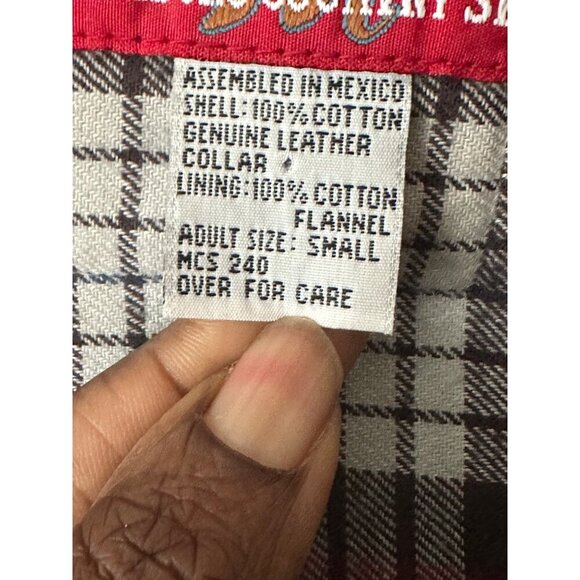 COUNTRY
ASSEMBLED IN MEXICO
SHELL:100% COTTON
GENUINE LEATHER
COLLAR
LINING:100% COTTON
FLANNEL
ADULT SIZE: SMALL
MCS 240
OVER FOR CARE